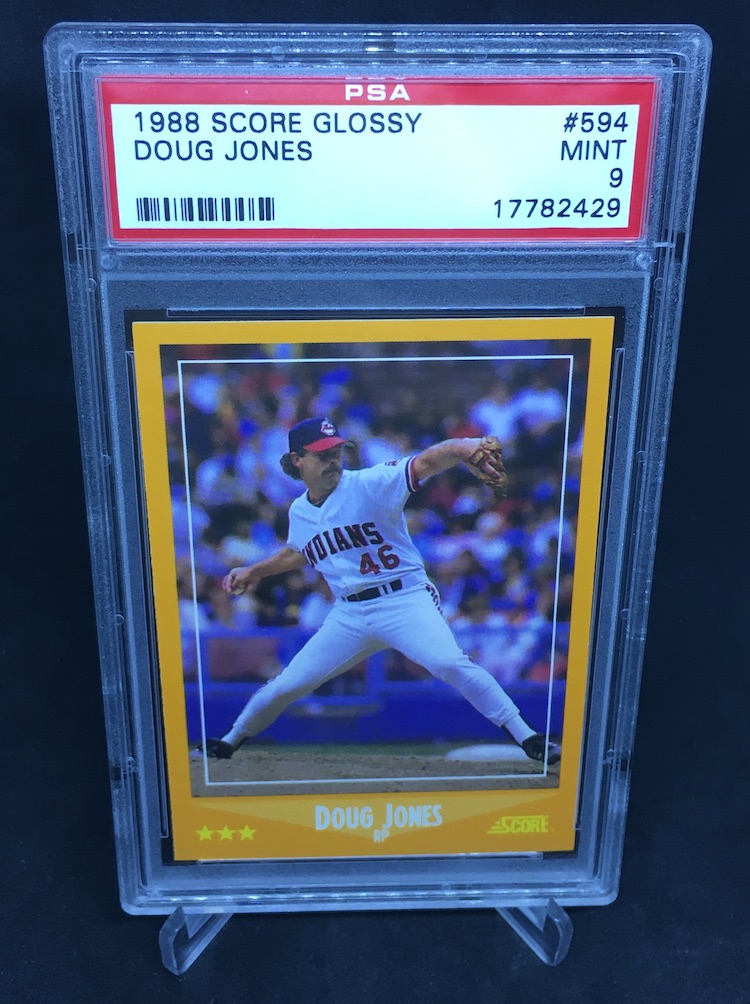 PSA
1988 SCORE GLOSSY #594
DOUG JONES MINT
9
17782429
INDIANS
46
DOUG JONES
RP
SCORE